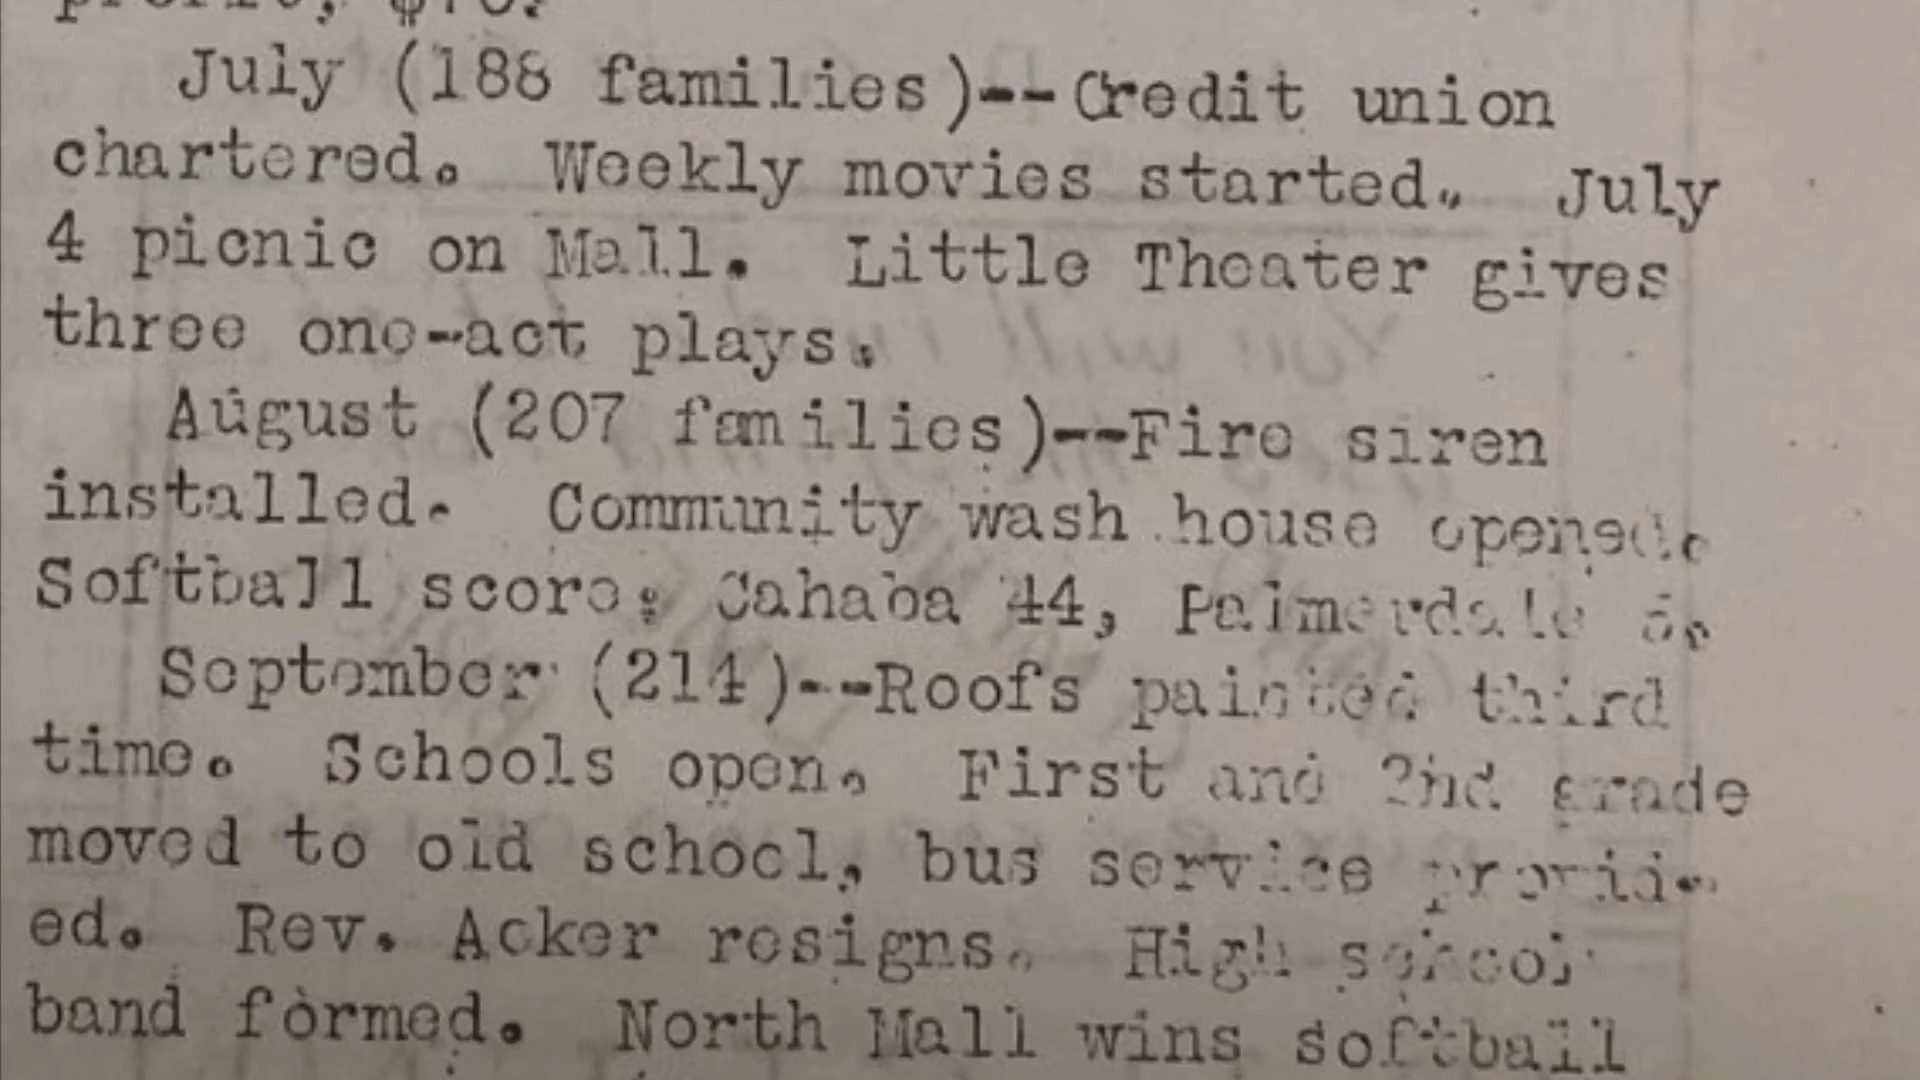 July (188 families)--Credit union
chartered. Weekly movies started. July
4 picnic on Mall. Little Theater gives
three one-act plays.
August (207 families)--Fire siren
installed. Community wash house opened.
Softball score: Cahaba 44, Palmerdale
September (214)--Roofs painted third
time. Schools open. First and 2nd grade
moved to old school, bus service provid-
ed. Rev. Acker resigns. High school
band formed. North Mall wins softball